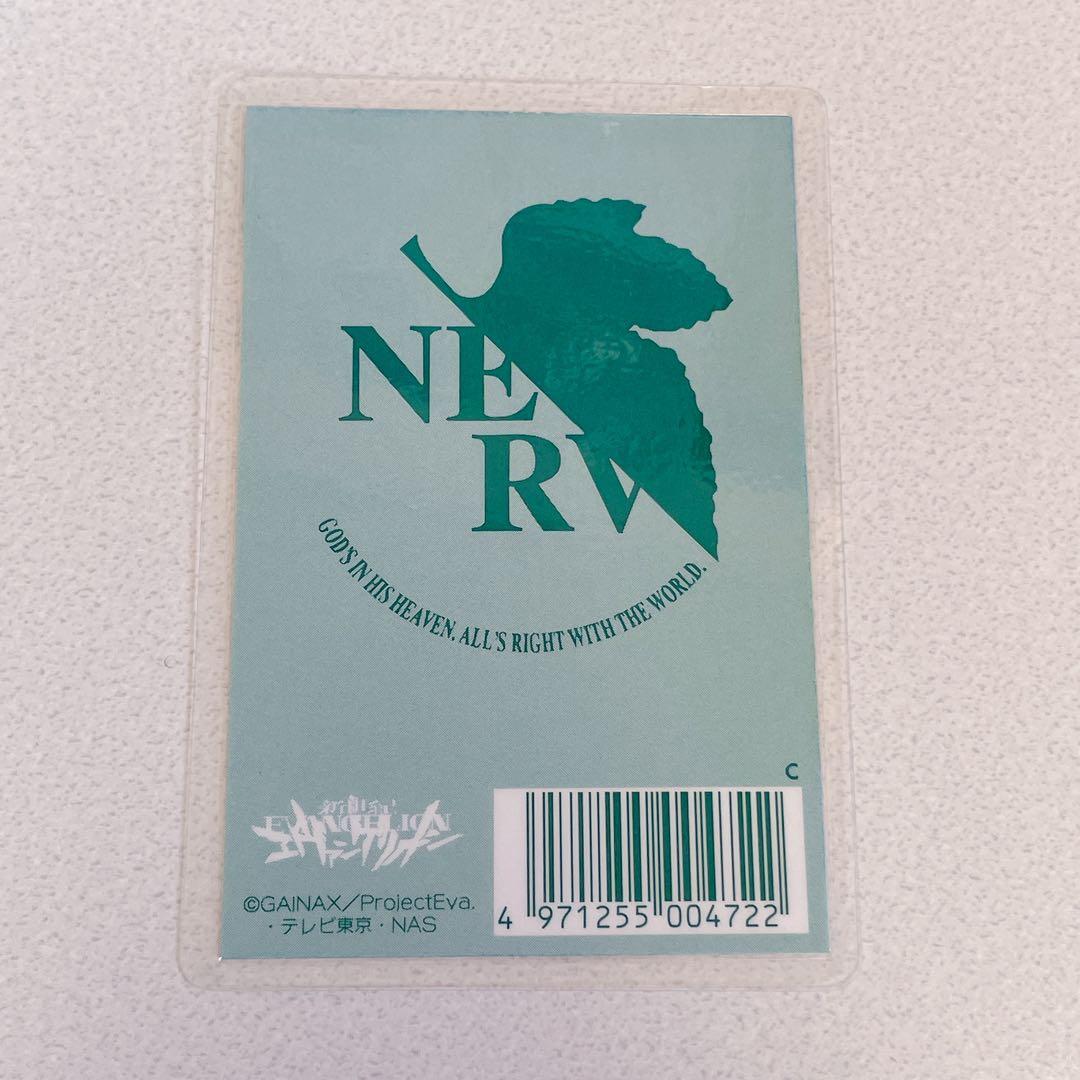 NE
RV
GOD'S IN HIS HEAVEN, ALL'S RIGHT WITH THE WORLD.
C
新世紀
EVANGELION
エヴァンゲリオン
©GAINAX／ProjectEva.
・テレビ東京・NAS
4 971255 004722